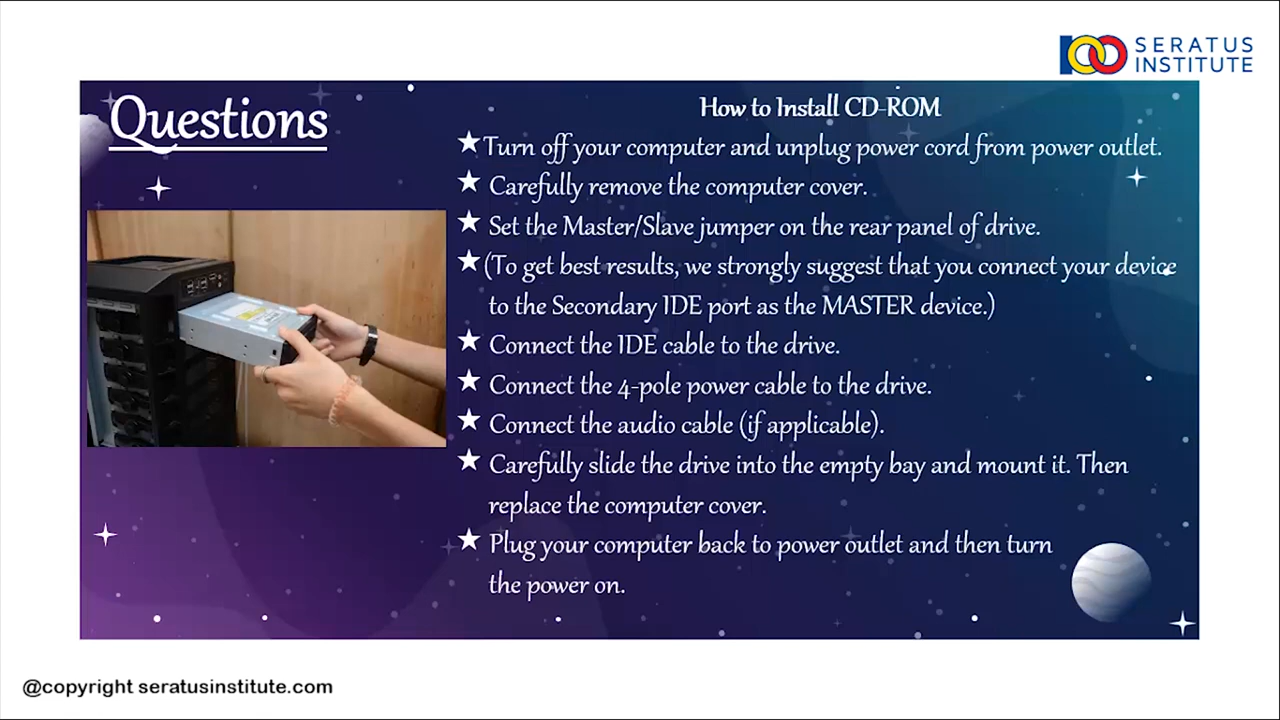 SERATUS
INSTITUTE
Questions
How to Install CD-ROM
Turn off your computer and unplug power cord from power outlet.
Carefully remove the computer cover.
Set the Master/Slave jumper on the rear panel of drive.
(To get best results, we strongly suggest that you connect your device
to the Secondary IDE port as the MASTER device.)
Connect the IDE cable to the drive.
Connect the 4-pole power cable to the drive.
Connect the audio cable (if applicable).
Carefully slide the drive into the empty bay and mount it. Then
replace the computer cover.
Plug your computer back to power outlet and then turn
the power on.
@copyright seratusinstitute.com